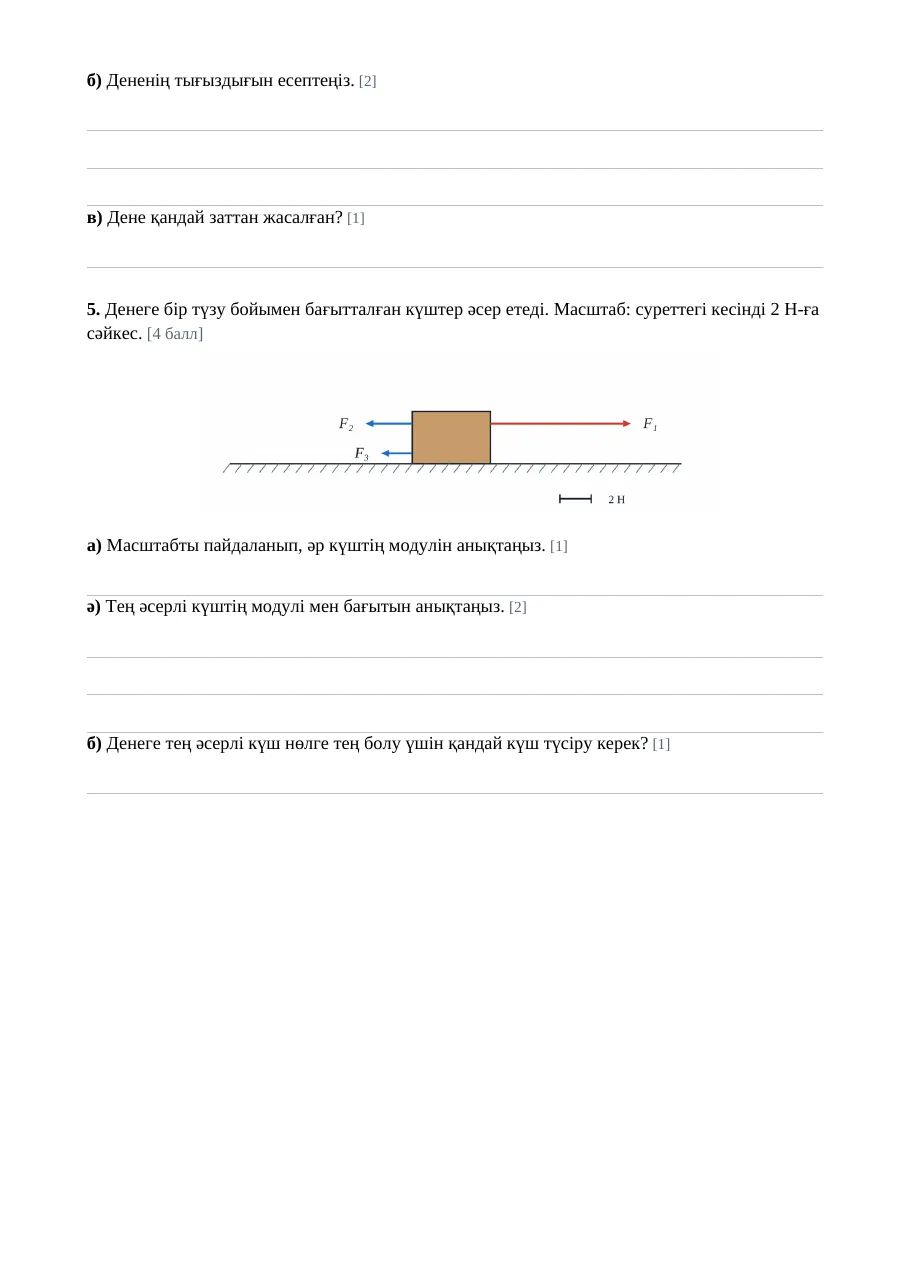 б) Дененің тығыздығын есептеңіз. [2]
в) Дене қандай заттан жасалған? [1]
5. Денеге бір түзу бойымен бағытталған күштер әсер етеді. Масштаб: суреттегі кесінді 2 Н-ға
сәйкес. [4 балл]
F₂
F₁
F₃
2 Н
а) Масштабты пайдаланып, әр күштің модулін анықтаңыз. [1]
ә) Тең әсерлі күштің модулі мен бағытын анықтаңыз. [2]
б) Денеге тең әсерлі күш нөлге тең болу үшін қандай күш түсіру керек? [1]